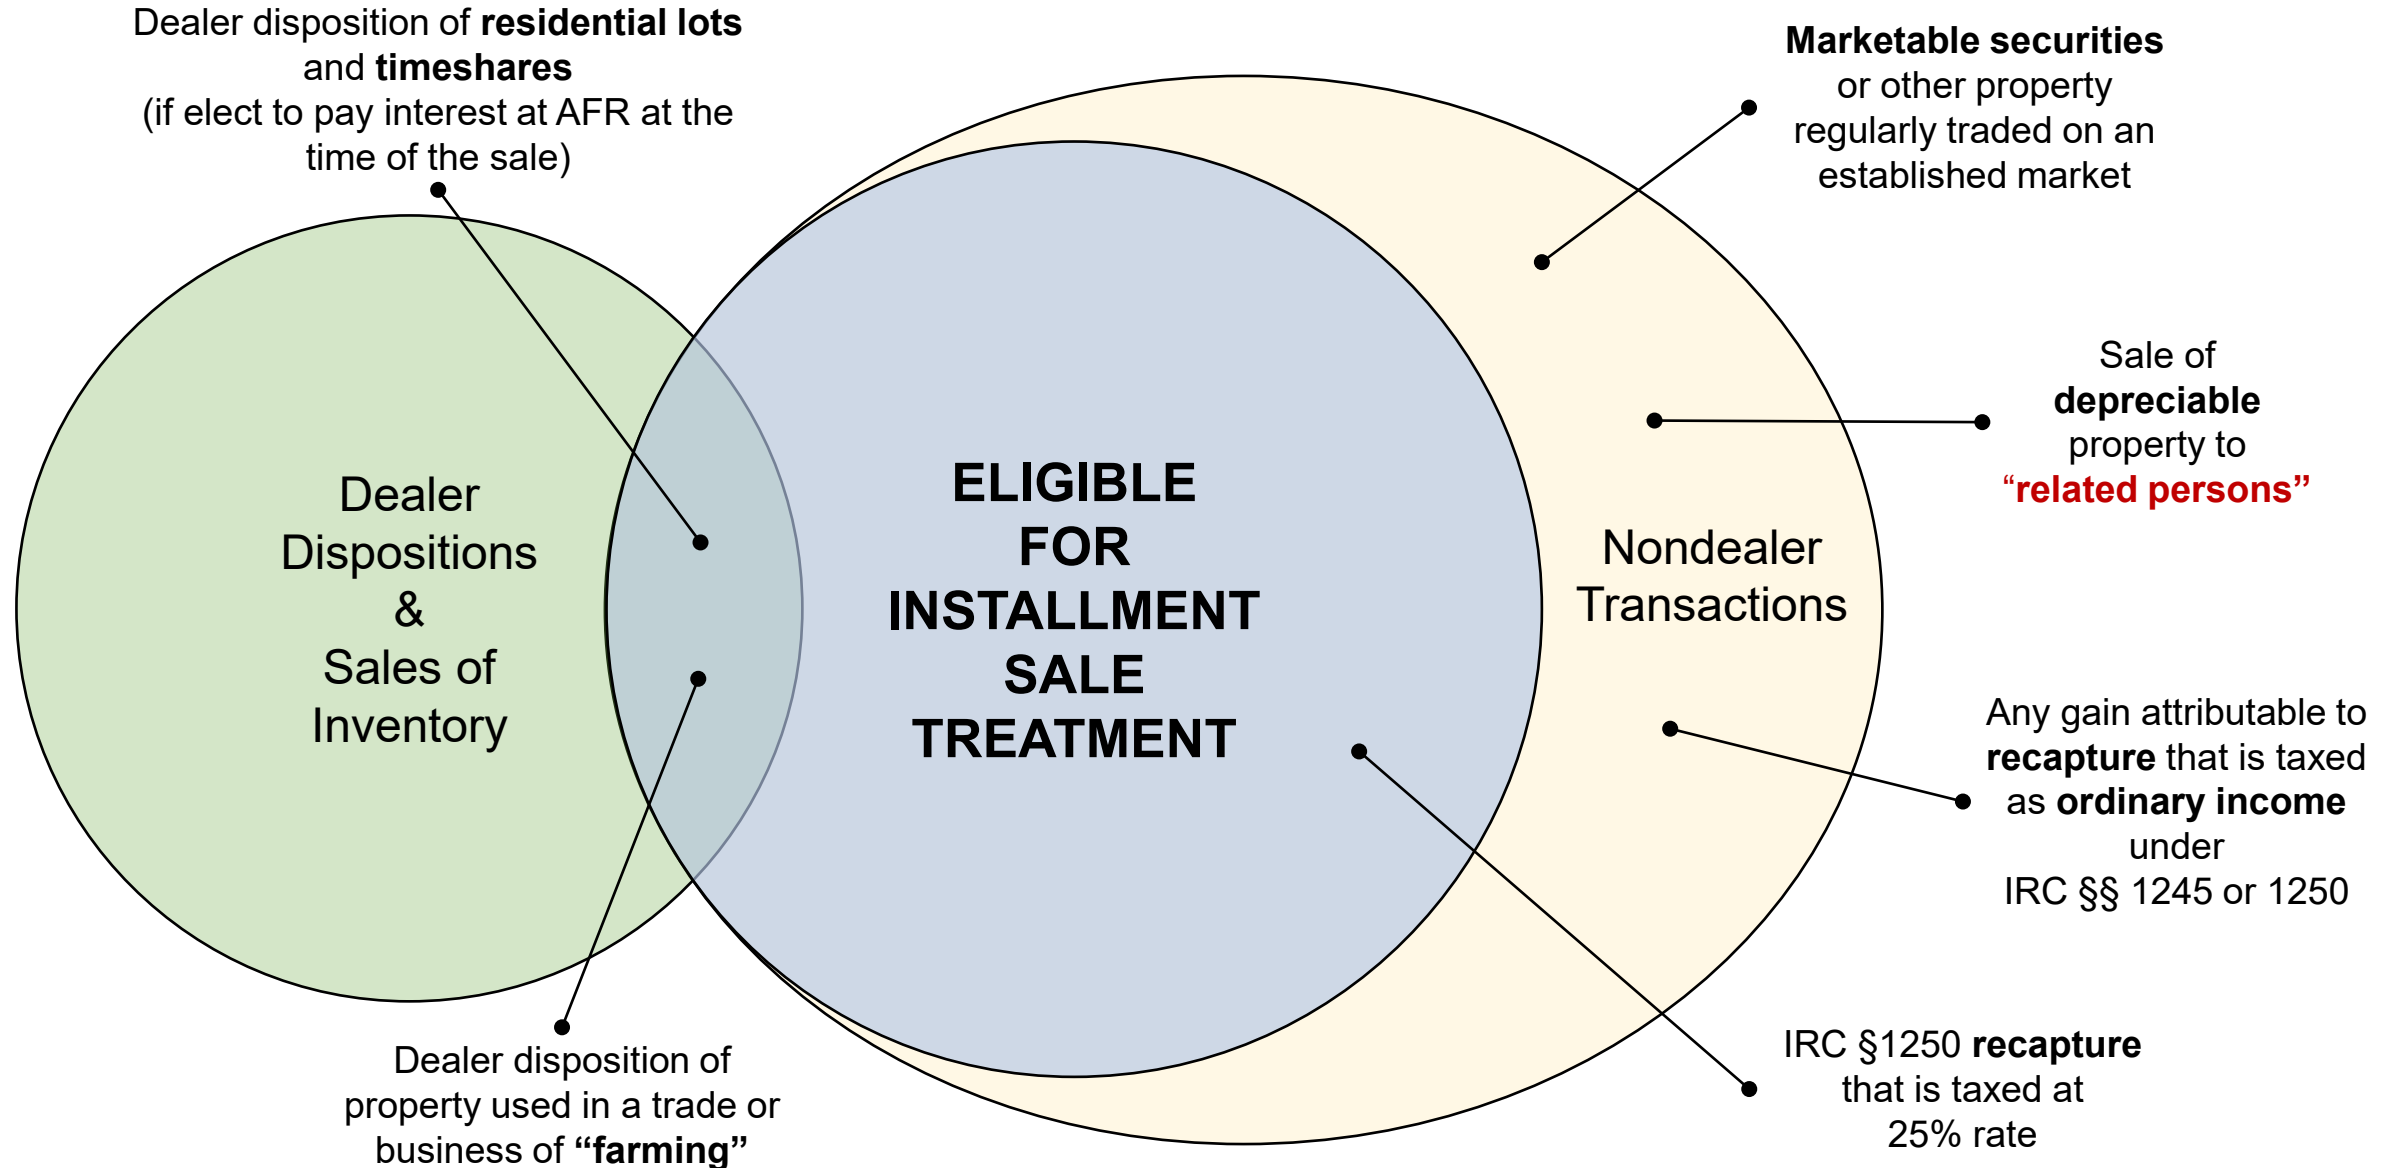 Dealer disposition of residential lots
and timeshares
(if elect to pay interest at AFR at the
time of the sale)
Marketable securities
or other property
regularly traded on an
established market
Dealer
Dispositions
&
Sales of
Inventory
ELIGIBLE
FOR
INSTALLMENT
SALE
TREATMENT
Nondealer
Transactions
Sale of
depreciable
property to
“related persons”
Any gain attributable to
recapture that is taxed
as ordinary income
under
IRC §§ 1245 or 1250
Dealer disposition of
property used in a trade or
business of “farming”
IRC §1250 recapture
that is taxed at
25% rate